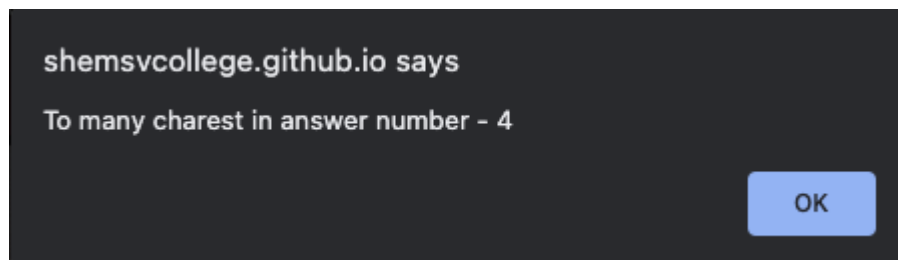 shemsvcollege.github.io says
To many charest in answer number - 4
OK